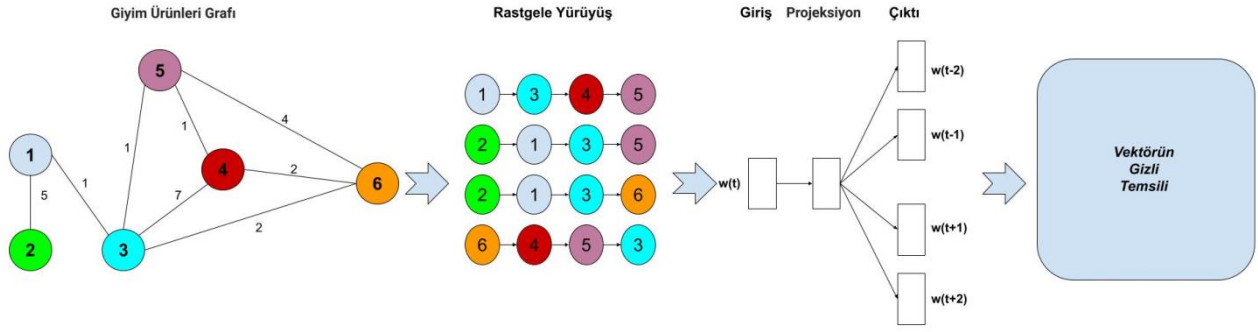 Giyim Ürünleri Grafı
Rastgele Yürüyüş
Giriş
Projeksiyon
Çıktı
5
4
1
1
1
1
4
2
6
5
7
2
2
3
1
3
4
5
2
1
3
5
2
1
3
6
6
4
5
3
w(t)
w(t-2)
w(t-1)
w(t+1)
w(t+2)
Vektörün
Gizli
Temsili